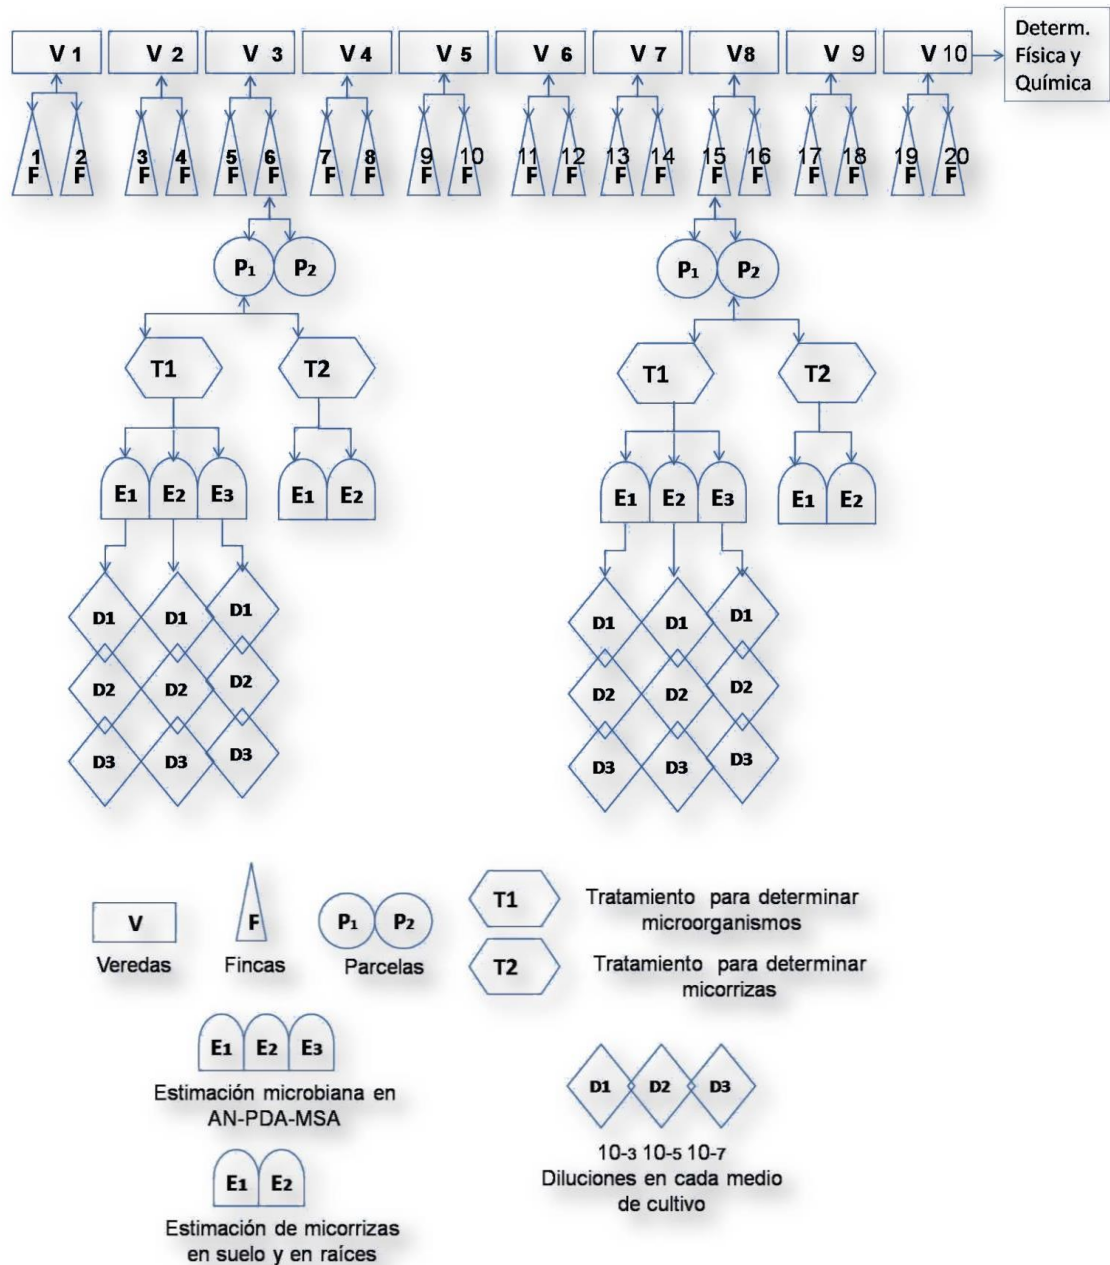 V 1 V 2 V 3 V 4 V 5 V 6 V 7 V8 V 9 V 10
Determ.
Física y
Química
1 2 3 4 5 6 7 8 9 10 11 12 13 14 15 16 17 18 19 20
F F F F F F F F F F F F F F F F F F F F
P1 P2 P1 P2
T1 T2 T1 T2
E1 E2 E3 E1 E2 E1 E2 E3 E1 E2
D1 D1 D1 D1 D1 D1
D2 D2 D2 D2 D2 D2
D3 D3 D3 D3 D3 D3
V
Veredas
F
Fincas
P1 P2
Parcelas
T1
Tratamiento para determinar
microorganismos
T2
Tratamiento para determinar
micorrizas
E1 E2 E3
Estimación microbiana en
AN-PDA-MSA
D1 D2 D3
10-3 10-5 10-7
Diluciones en cada medio
de cultivo
E1 E2
Estimación de micorrizas
en suelo y en raíces